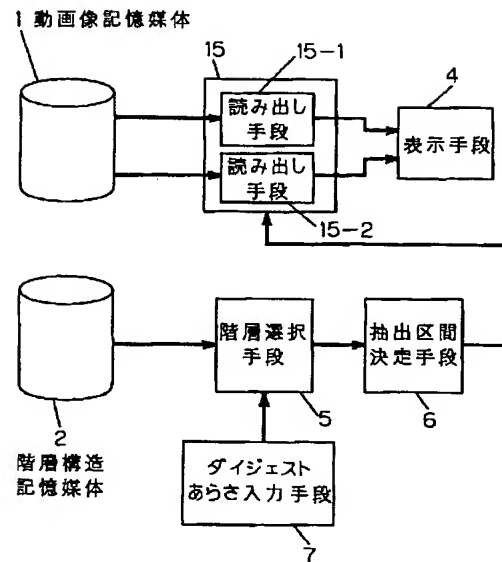 1 動画像記憶媒体
15
15-1
読み出し
手段
読み出し
手段
15-2
4
表示手段
2
階層構造
記憶媒体
階層選択
手段
5
抽出区間
決定手段
6
ダイジェスト
あらさ入力手段
7